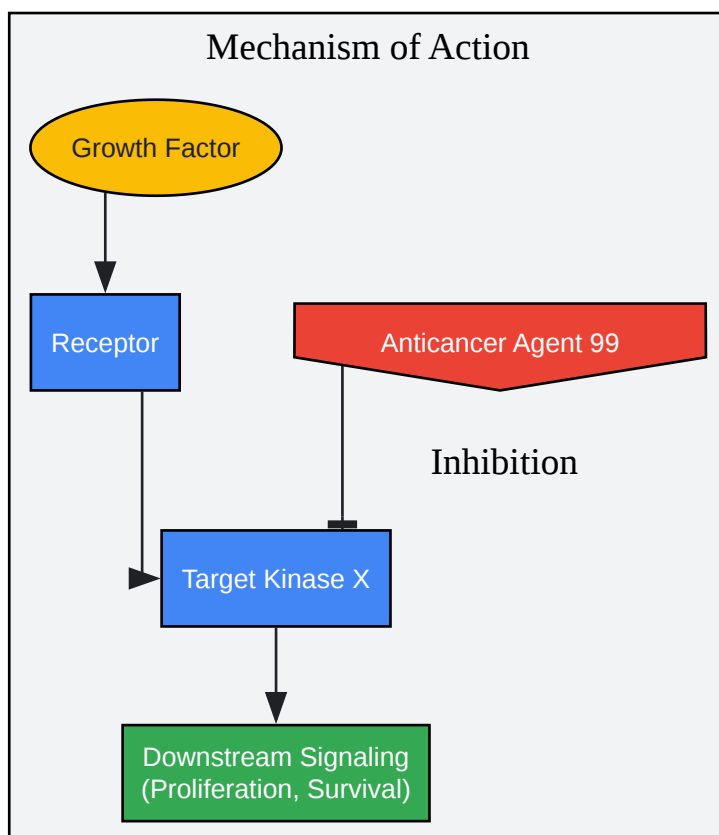 Mechanism of Action
Growth Factor
Receptor
Anticancer Agent 99
Inhibition
Target Kinase X
Downstream Signaling
(Proliferation, Survival)